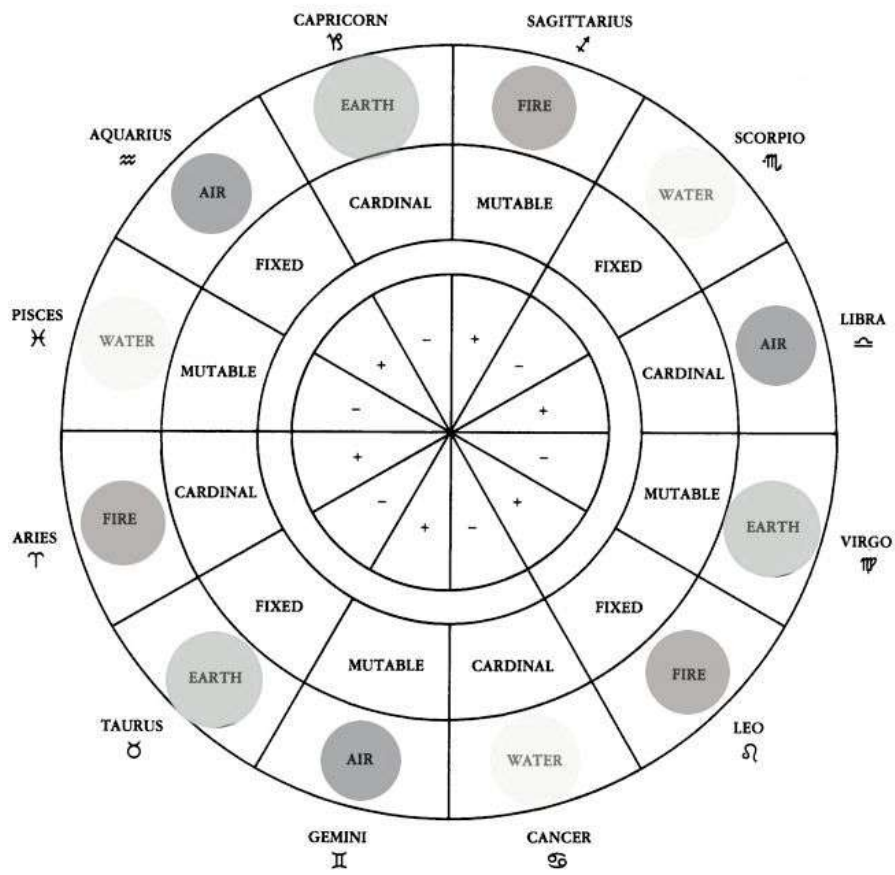 CAPRICORN
♑
SAGITTARIUS
♐
EARTH
FIRE
AQUARIUS
♒
SCORPIO
♏
AIR
WATER
CARDINAL
MUTABLE
FIXED
FIXED
PISCES
♓
LIBRA
♎
WATER
AIR
MUTABLE
CARDINAL
− +
+ −
− +
+ −
− +
+ −
CARDINAL
MUTABLE
FIRE
EARTH
ARIES
♈
VIRGO
♍
FIXED
FIXED
EARTH
FIRE
MUTABLE
CARDINAL
TAURUS
♉
LEO
♌
AIR
WATER
GEMINI
♊
CANCER
♋